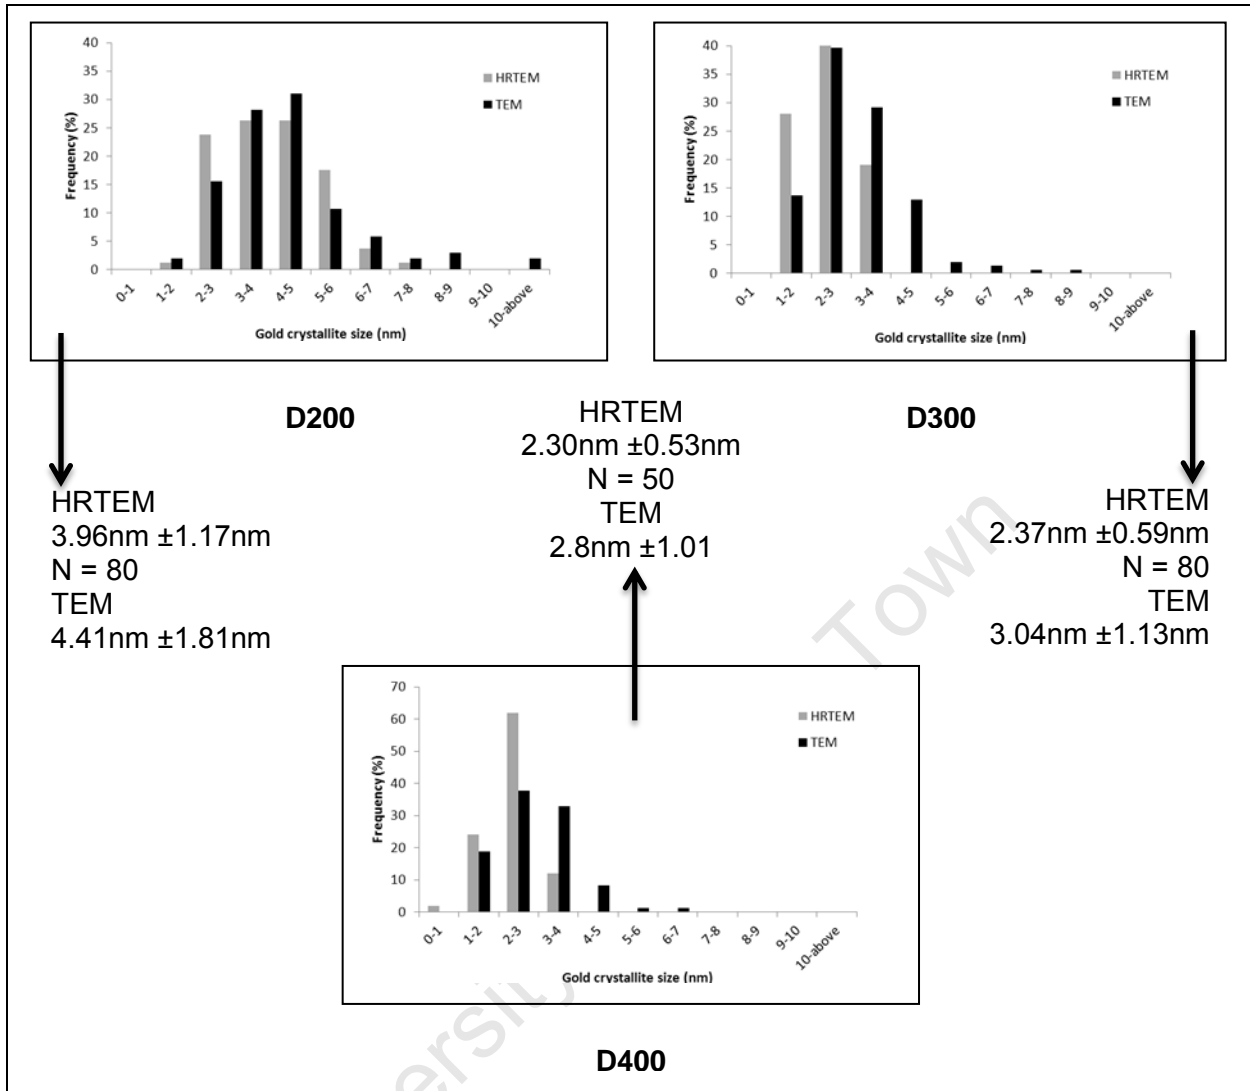 40
35
30
25
20
15
10
5
0
Frequency (%)
HRTEM
TEM
0-1
1-2
2-3
3-4
4-5
5-6
6-7
7-8
8-9
9-10
10-above
Gold crystallite size (nm)
40
35
30
25
20
15
10
5
0
Frequency (%)
HRTEM
TEM
0-1
1-2
2-3
3-4
4-5
5-6
6-7
7-8
8-9
9-10
10-above
Gold crystallite size (nm)
D200
D300
HRTEM
3.96nm ±1.17nm
N = 80
TEM
4.41nm ±1.81nm
HRTEM
2.30nm ±0.53nm
N = 50
TEM
2.8nm ±1.01
HRTEM
2.37nm ±0.59nm
N = 80
TEM
3.04nm ±1.13nm
70
60
50
40
30
20
10
0
Frequency (%)
HRTEM
TEM
0-1
1-2
2-3
3-4
4-5
5-6
6-7
7-8
8-9
9-10
10-above
Gold crystallite size (nm)
D400
Town
ersity